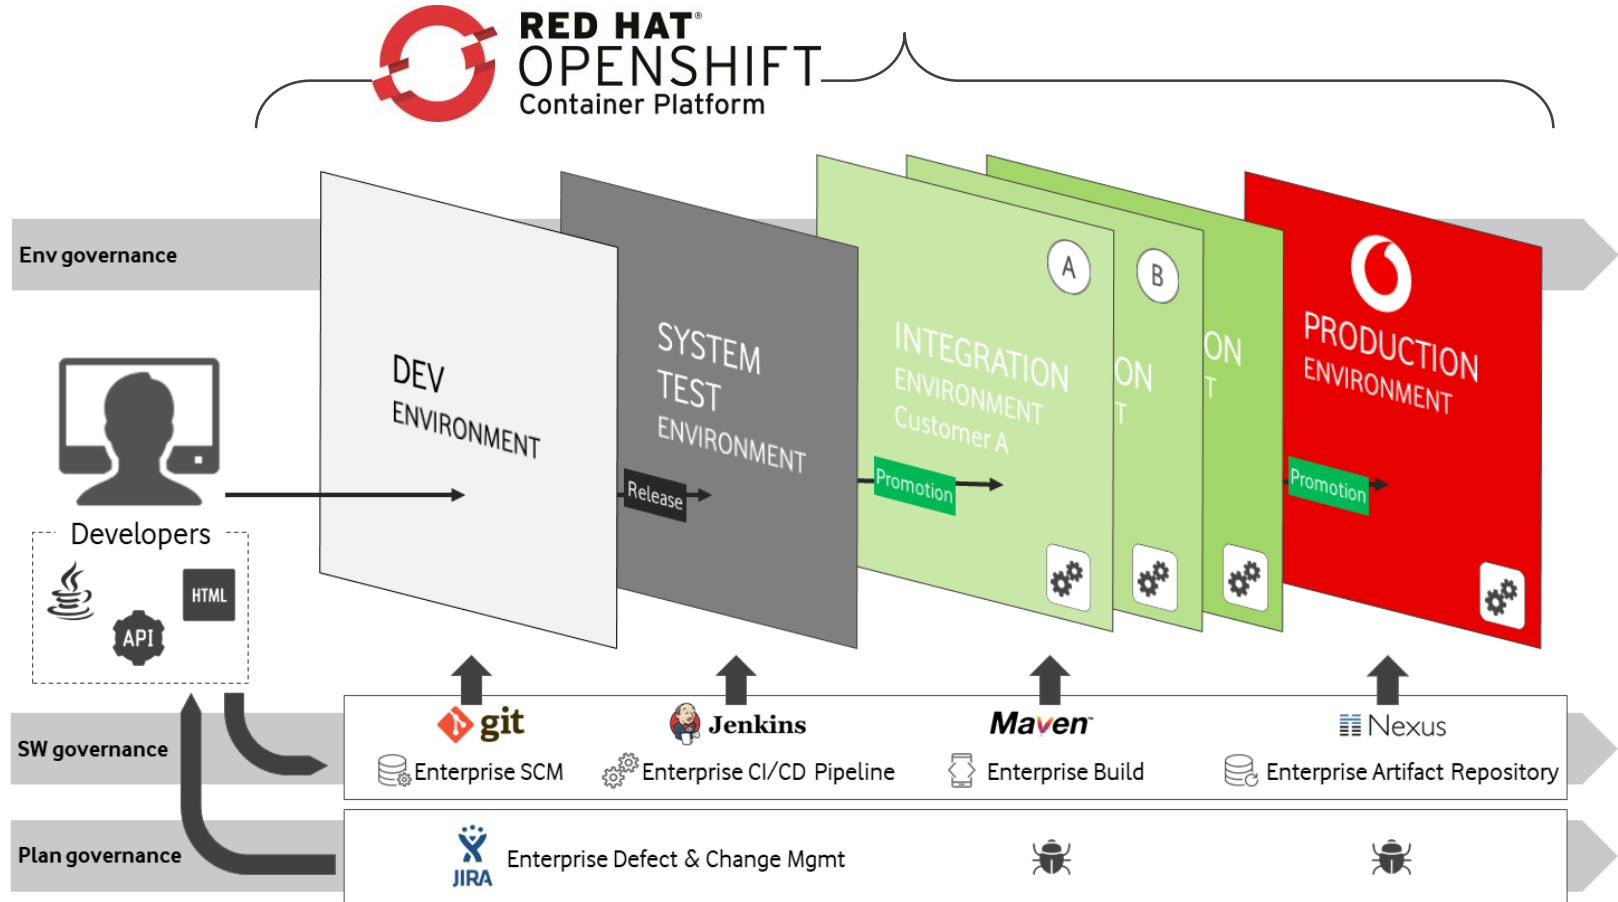 RED HAT®
OPENSHIFT
Container Platform
Env governance
DEV
ENVIRONMENT
SYSTEM
TEST
ENVIRONMENT
Release
A
INTEGRATION
ENVIRONMENT
Customer A
Promotion
B
ON
T
ON
T
PRODUCTION
ENVIRONMENT
Promotion
Developers
HTML
API
SW governance
git
Jenkins
Maven™
Nexus
Enterprise SCM
Enterprise CI/CD Pipeline
Enterprise Build
Enterprise Artifact Repository
Plan governance
JIRA
Enterprise Defect & Change Mgmt